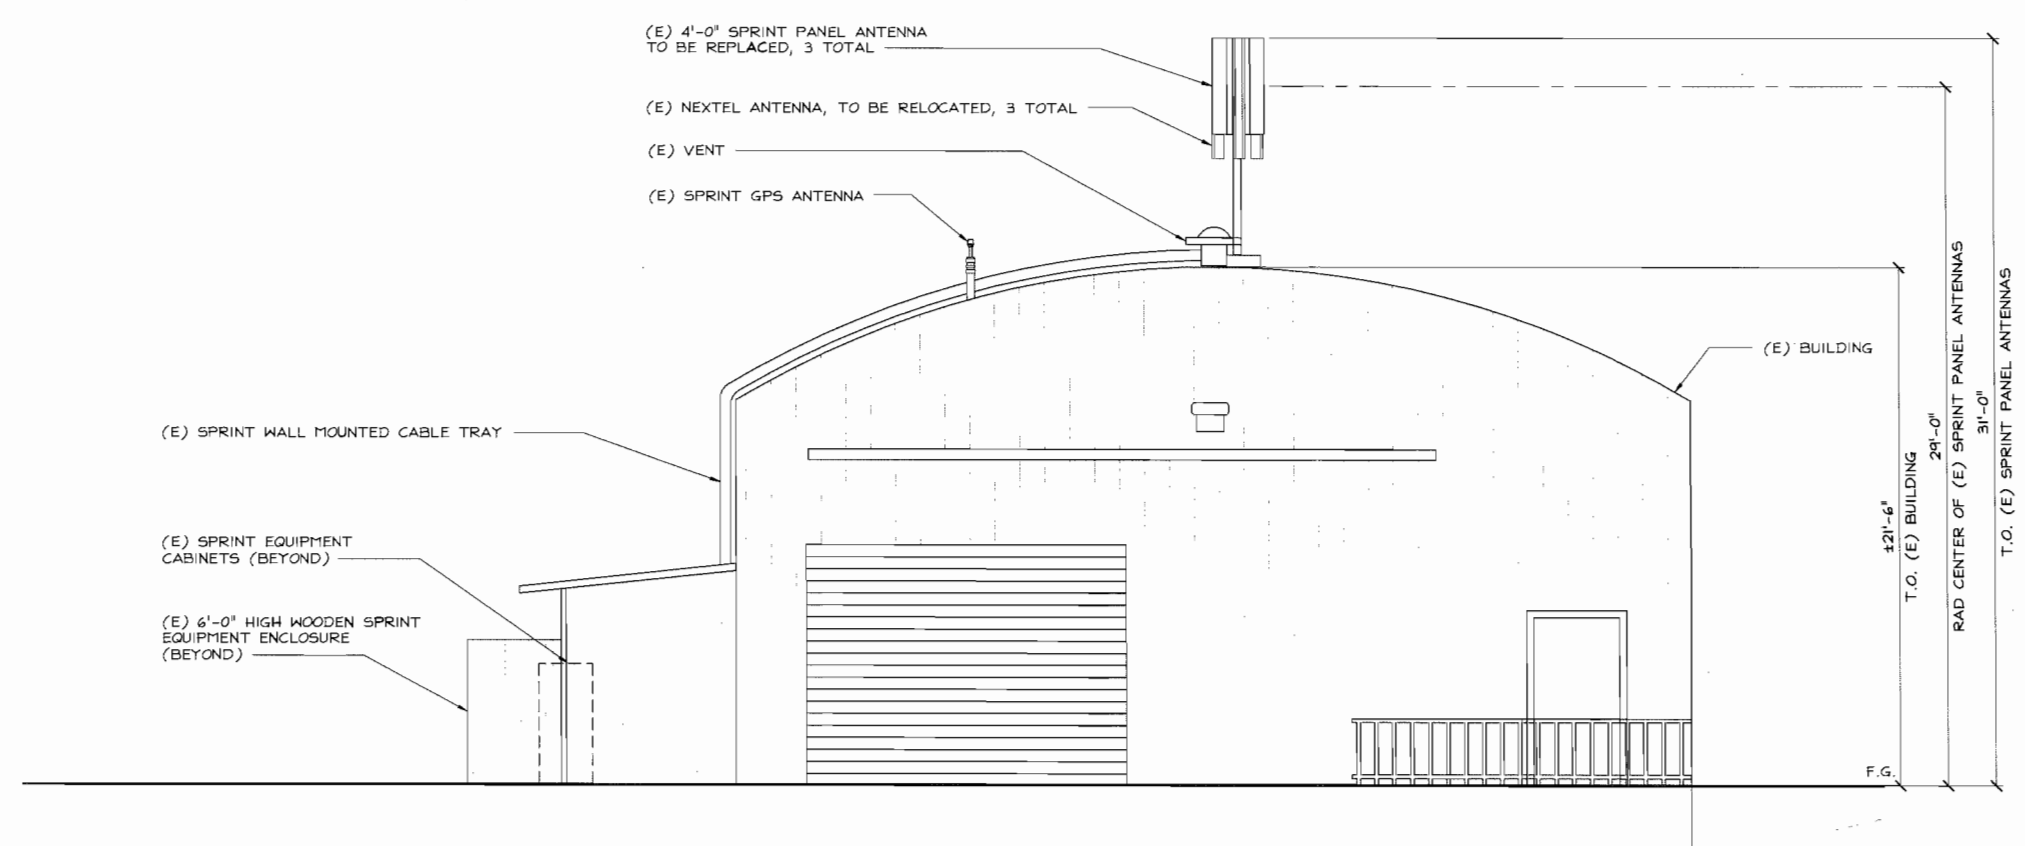 (E) 4'-0" SPRINT PANEL ANTENNA
TO BE REPLACED, 3 TOTAL
(E) NEXTEL ANTENNA, TO BE RELOCATED, 3 TOTAL
(E) VENT
(E) SPRINT GPS ANTENNA
(E) BUILDING
(E) SPRINT WALL MOUNTED CABLE TRAY
(E) SPRINT EQUIPMENT
CABINETS (BEYOND)
(E) 6'-0" HIGH WOODEN SPRINT
EQUIPMENT ENCLOSURE
(BEYOND)
±21'-6"
T.O. (E) BUILDING
29'-0"
RAD CENTER OF (E) SPRINT PANEL ANTENNAS
31'-0"
T.O. (E) SPRINT PANEL ANTENNAS
F.G.